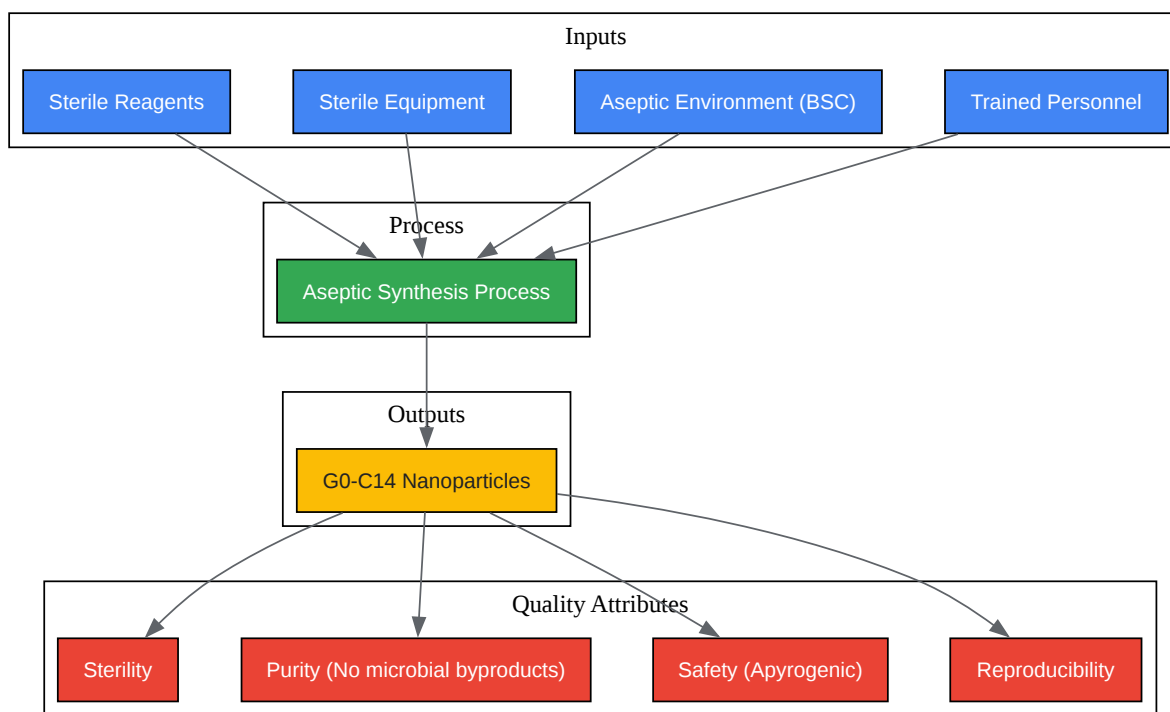 Inputs
Sterile Reagents
Sterile Equipment
Aseptic Environment (BSC)
Trained Personnel
Process
Aseptic Synthesis Process
Outputs
G0-C14 Nanoparticles
Quality Attributes
Sterility
Purity (No microbial byproducts)
Safety (Apyrogenic)
Reproducibility